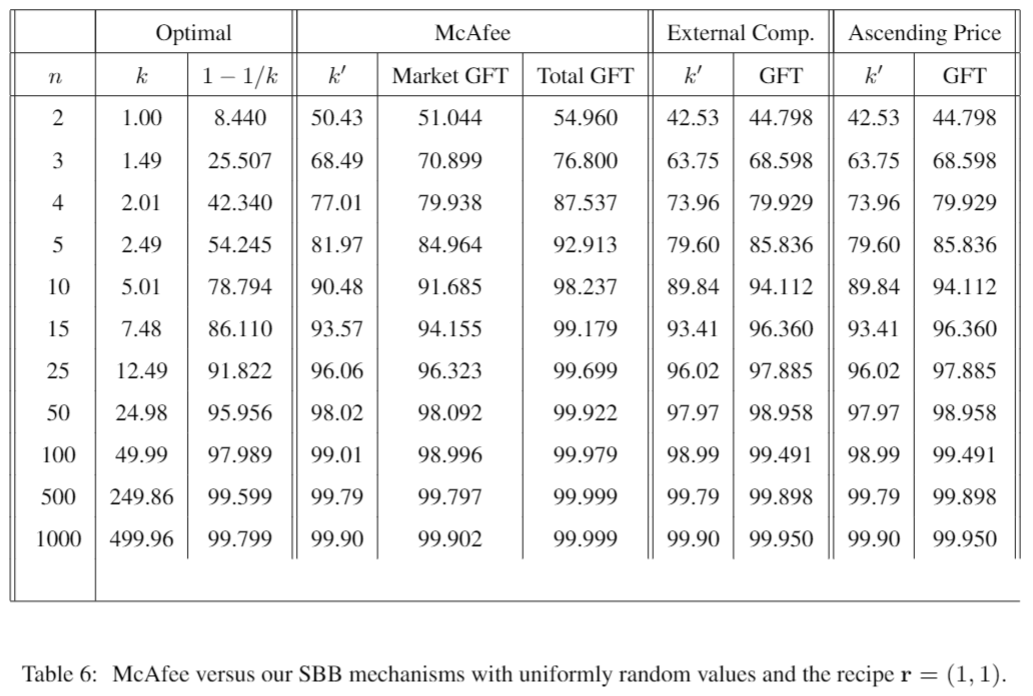 Optimal McAfee External Comp. Ascending Price
n k 1 − 1/k k′ Market GFT Total GFT k′ GFT k′ GFT
2 1.00 8.440 50.43 51.044 54.960 42.53 44.798 42.53 44.798
3 1.49 25.507 68.49 70.899 76.800 63.75 68.598 63.75 68.598
4 2.01 42.340 77.01 79.938 87.537 73.96 79.929 73.96 79.929
5 2.49 54.245 81.97 84.964 92.913 79.60 85.836 79.60 85.836
10 5.01 78.794 90.48 91.685 98.237 89.84 94.112 89.84 94.112
15 7.48 86.110 93.57 94.155 99.179 93.41 96.360 93.41 96.360
25 12.49 91.822 96.06 96.323 99.699 96.02 97.885 96.02 97.885
50 24.98 95.956 98.02 98.092 99.922 97.97 98.958 97.97 98.958
100 49.99 97.989 99.01 98.996 99.979 98.99 99.491 98.99 99.491
500 249.86 99.599 99.79 99.797 99.999 99.79 99.898 99.79 99.898
1000 499.96 99.799 99.90 99.902 99.999 99.90 99.950 99.90 99.950
Table 6: McAfee versus our SBB mechanisms with uniformly random values and the recipe r = (1, 1).